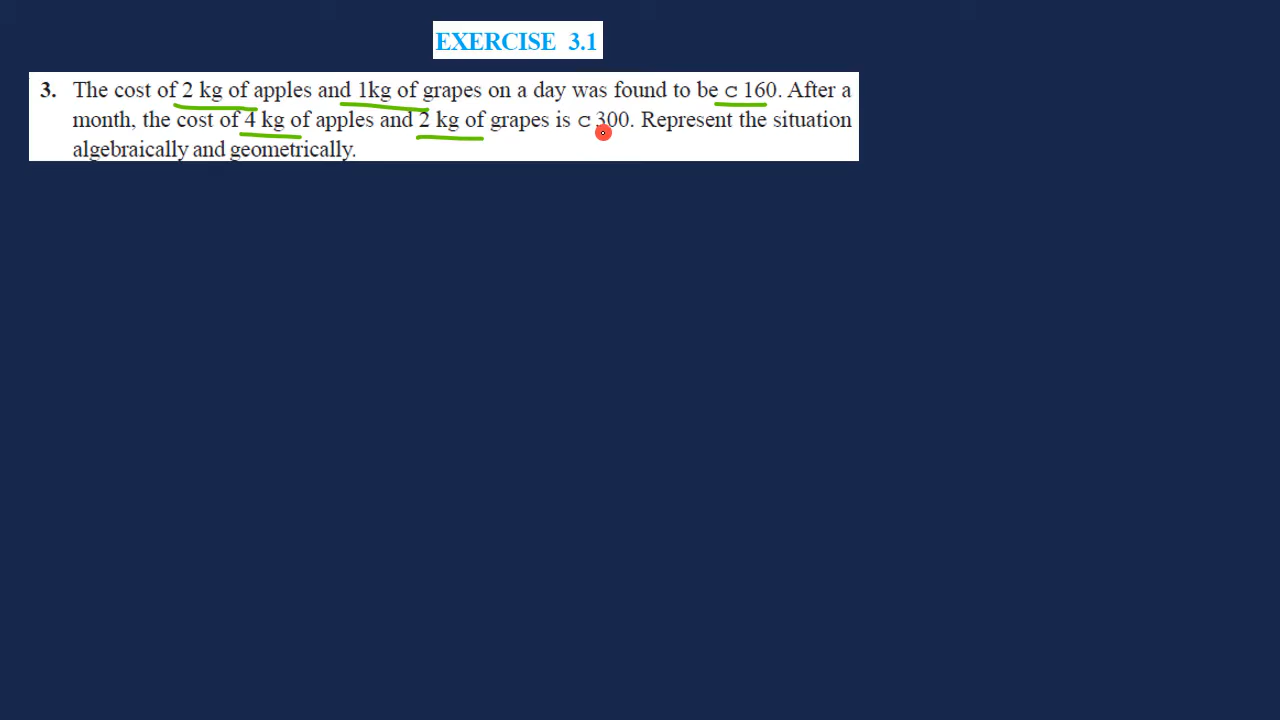 EXERCISE 3.1
3. The cost of 2 kg of apples and 1kg of grapes on a day was found to be ⊂ 160. After a
month, the cost of 4 kg of apples and 2 kg of grapes is ⊂ 300. Represent the situation
algebraically and geometrically.